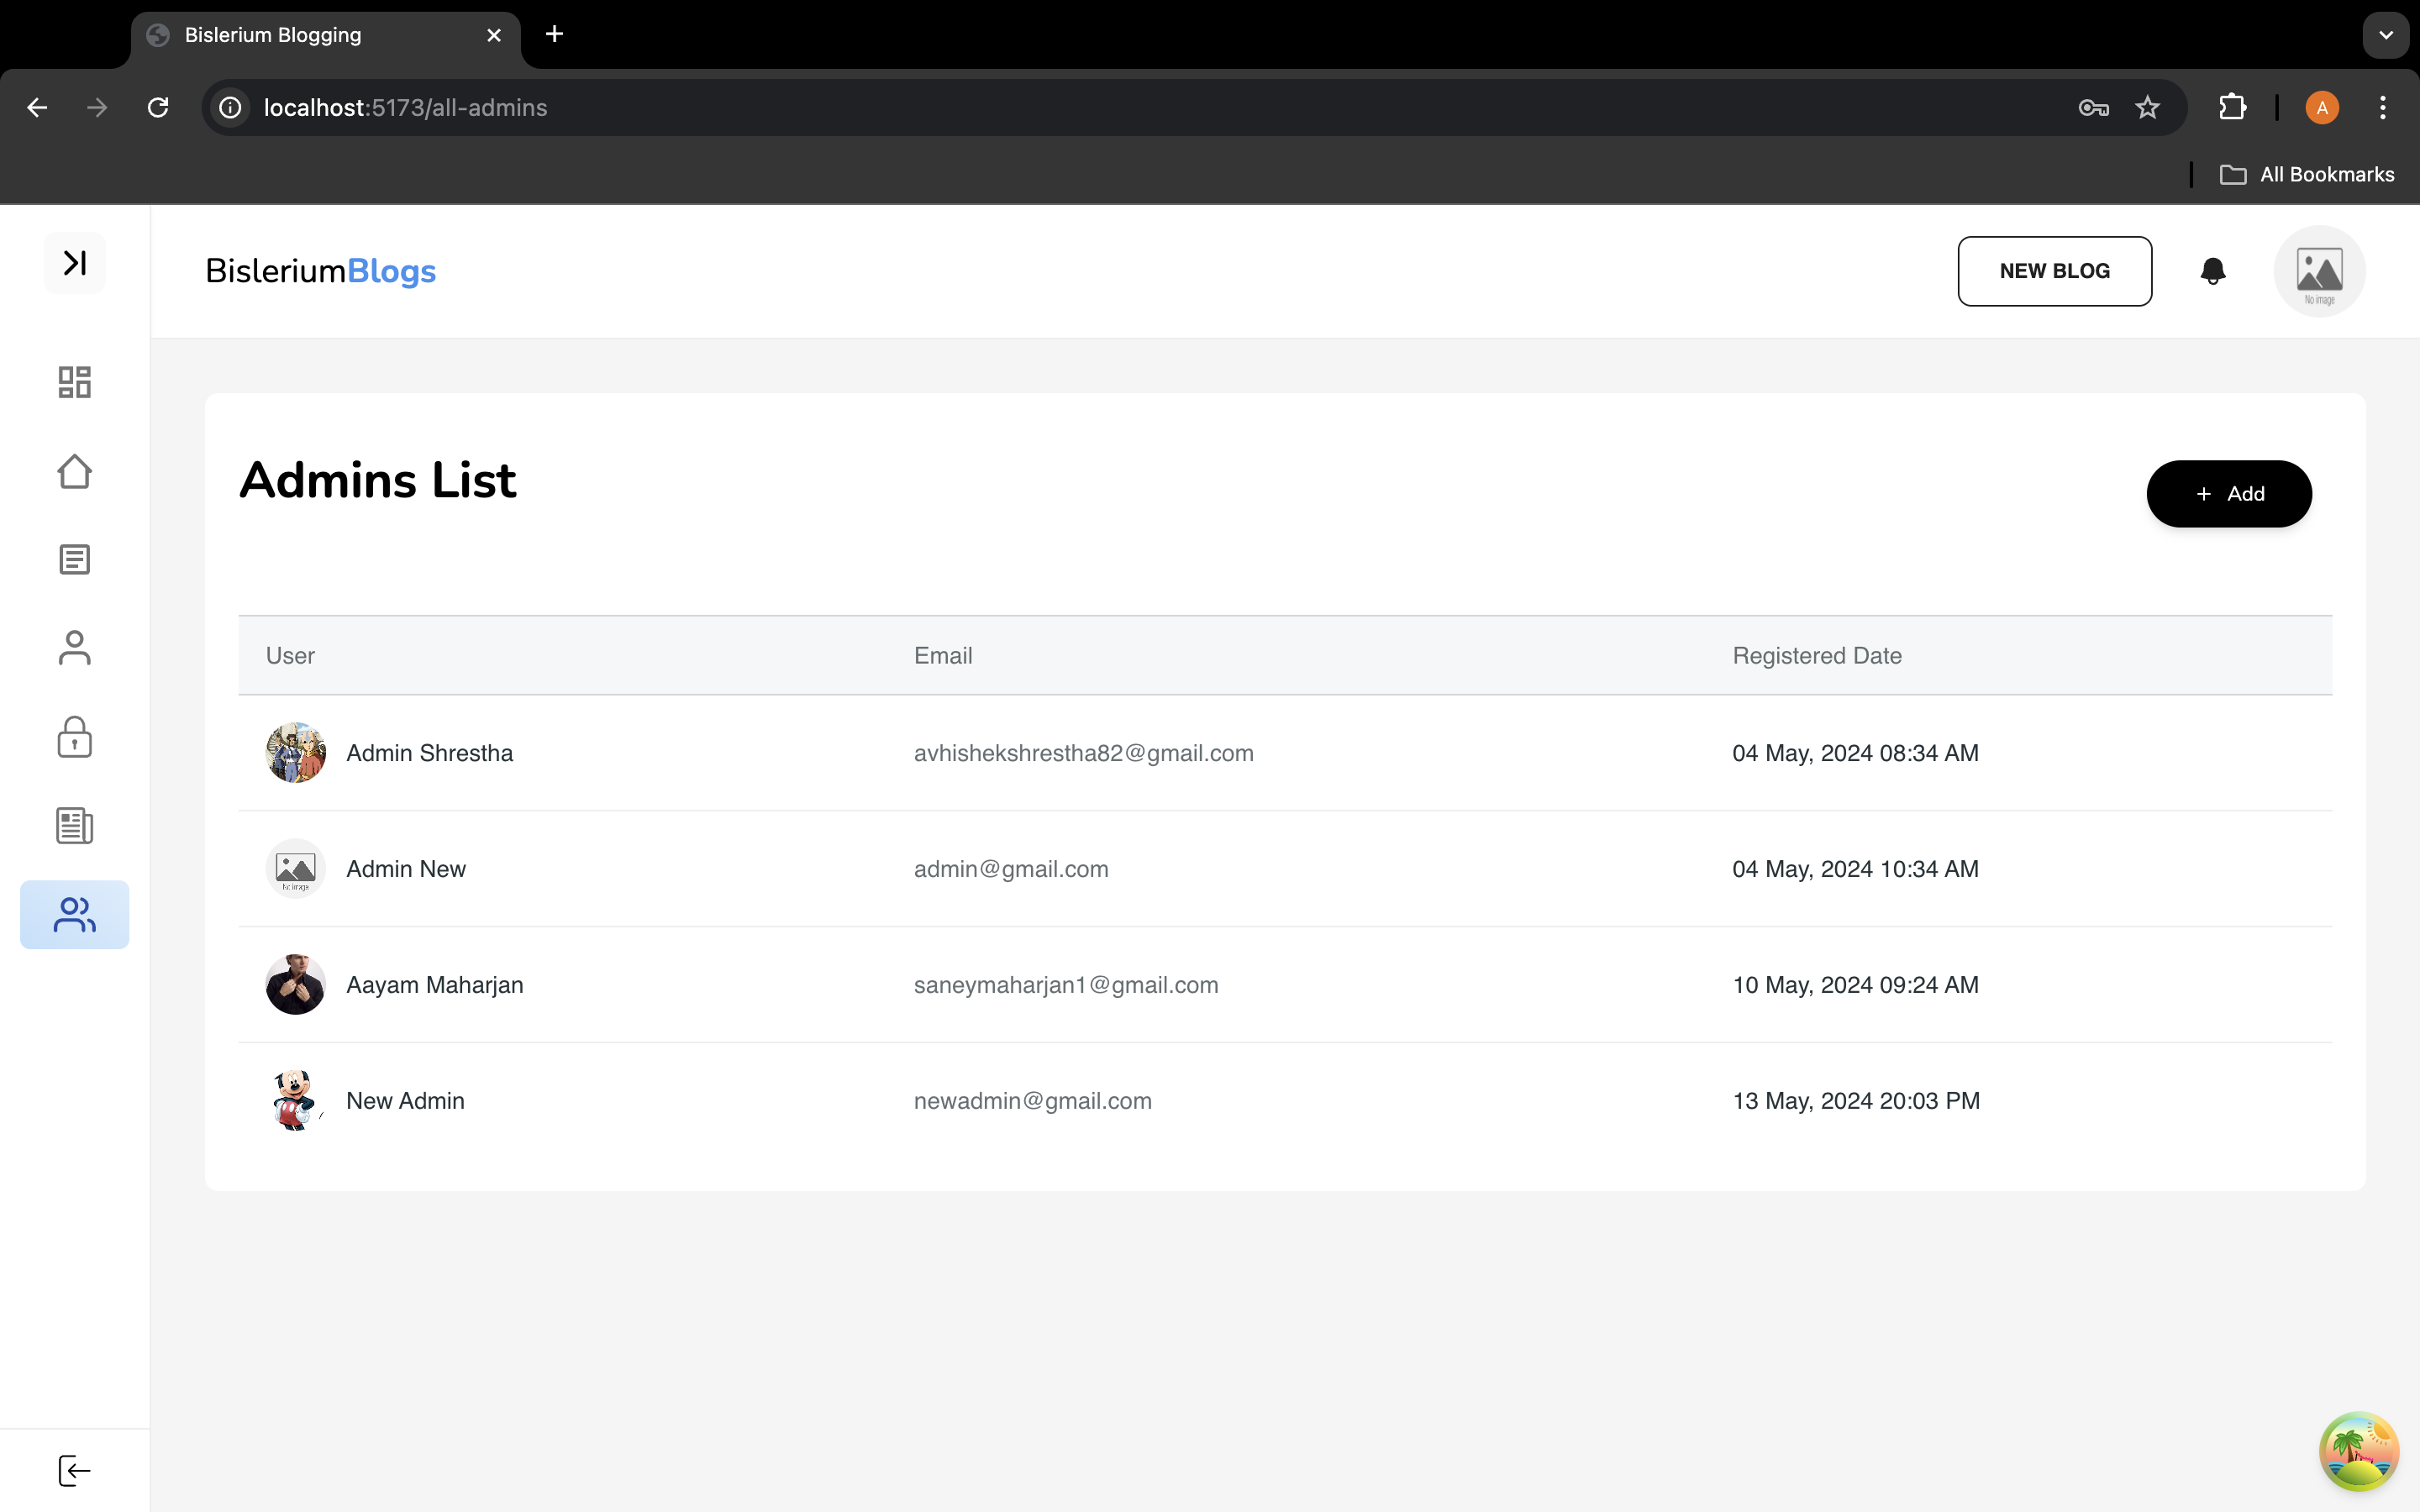 Bislerium Blogging
localhost:5173/all-admins
A
All Bookmarks
BisleriumBlogs
NEW BLOG
No image
Admins List
+ Add
User Email Registered Date
Admin Shrestha avhishekshrestha82@gmail.com 04 May, 2024 08:34 AM
Admin New admin@gmail.com 04 May, 2024 10:34 AM
No image
Aayam Maharjan saneymaharjan1@gmail.com 10 May, 2024 09:24 AM
New Admin newadmin@gmail.com 13 May, 2024 20:03 PM